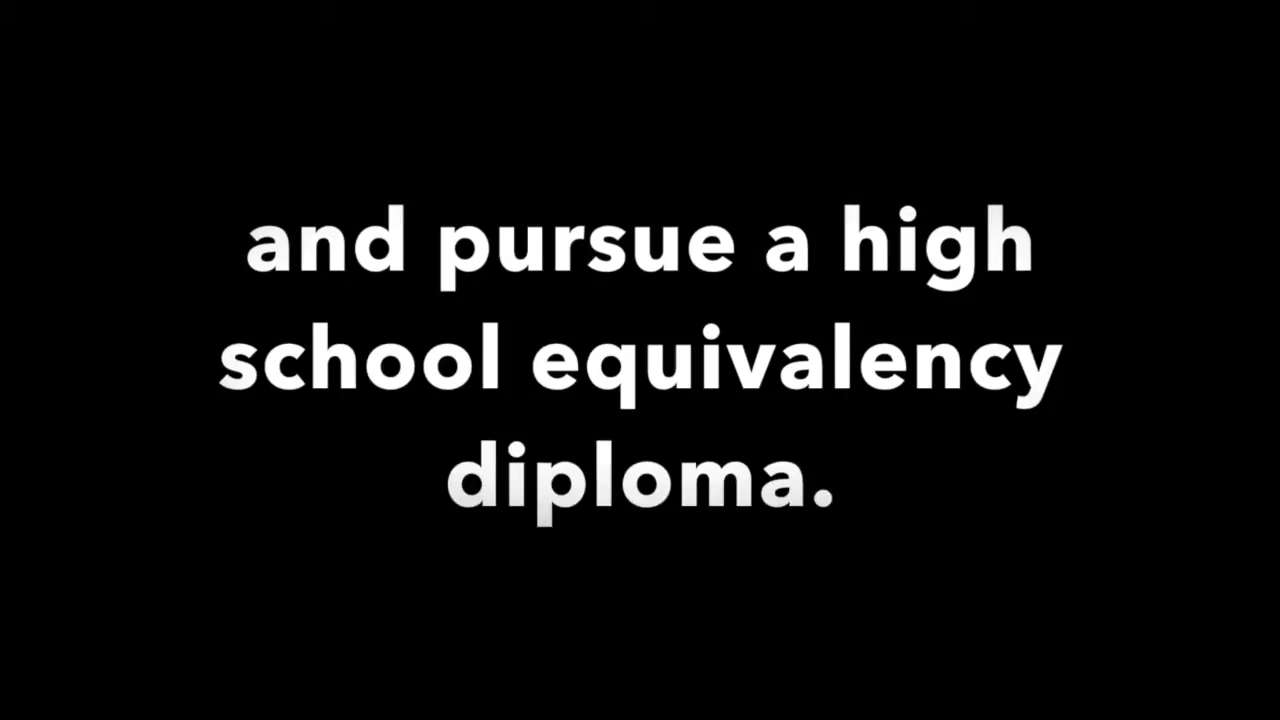 and pursue a high
school equivalency
diploma.